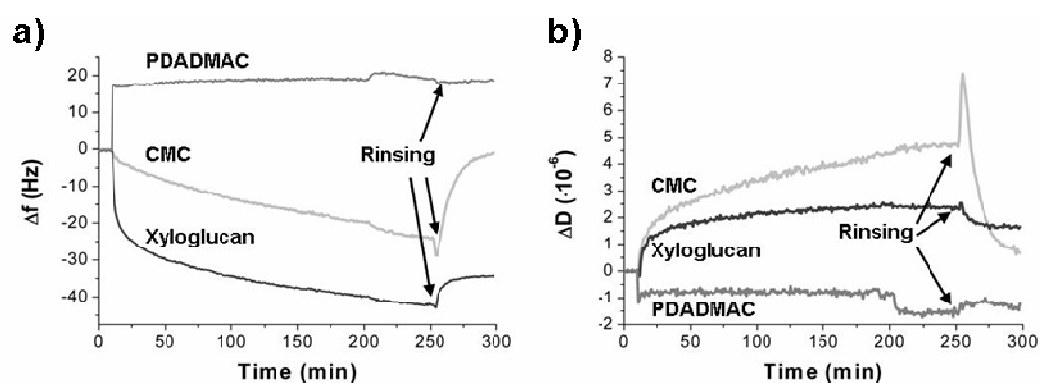 a)
PDADMAC
CMC
Rinsing
Xyloglucan
Δf (Hz)
20
10
0
-10
-20
-30
-40
0
50
100
150
200
250
300
Time (min)
b)
CMC
Xyloglucan
Rinsing
PDADMAC
ΔD (·10⁻⁶)
8
7
6
5
4
3
2
1
0
-1
-2
0
50
100
150
200
250
300
Time (min)